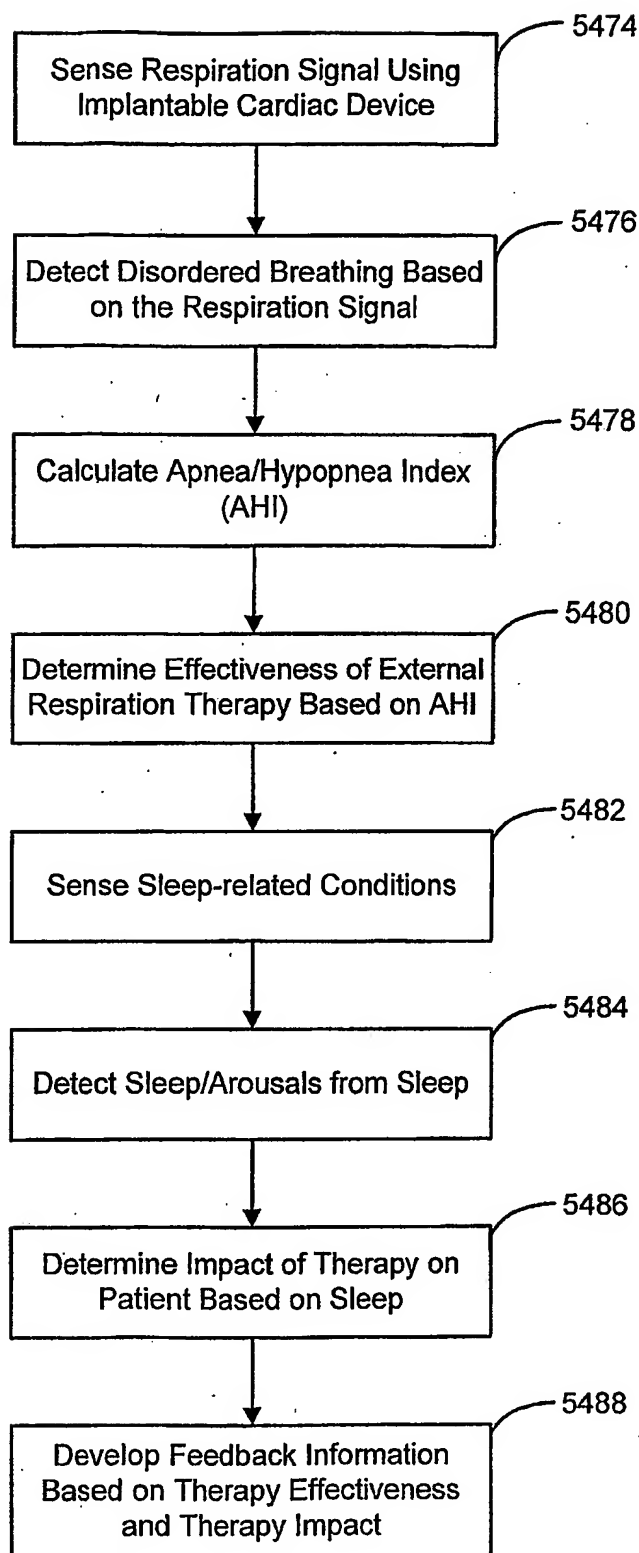 5474
Sense Respiration Signal Using
Implantable Cardiac Device
5476
Detect Disordered Breathing Based
on the Respiration Signal
5478
Calculate Apnea/Hypopnea Index
(AHI)
5480
Determine Effectiveness of External
Respiration Therapy Based on AHI
5482
Sense Sleep-related Conditions
5484
Detect Sleep/Arousals from Sleep
5486
Determine Impact of Therapy on
Patient Based on Sleep
5488
Develop Feedback Information
Based on Therapy Effectiveness
and Therapy Impact